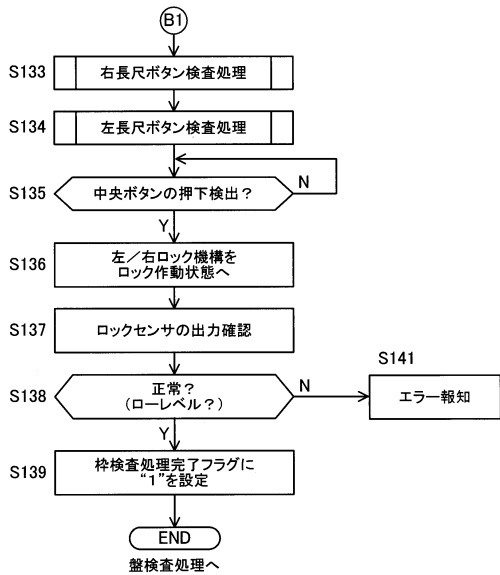 B1
S133
右長尺ボタン検査処理
S134
左長尺ボタン検査処理
S135
中央ボタンの押下検出？
N
Y
S136
左／右ロック機構を
ロック作動状態へ
S137
ロックセンサの出力確認
S138
正常？
(ローレベル？)
N
S141
エラー報知
Y
S139
枠検査処理完了フラグに
“1”を設定
END
盤検査処理へ